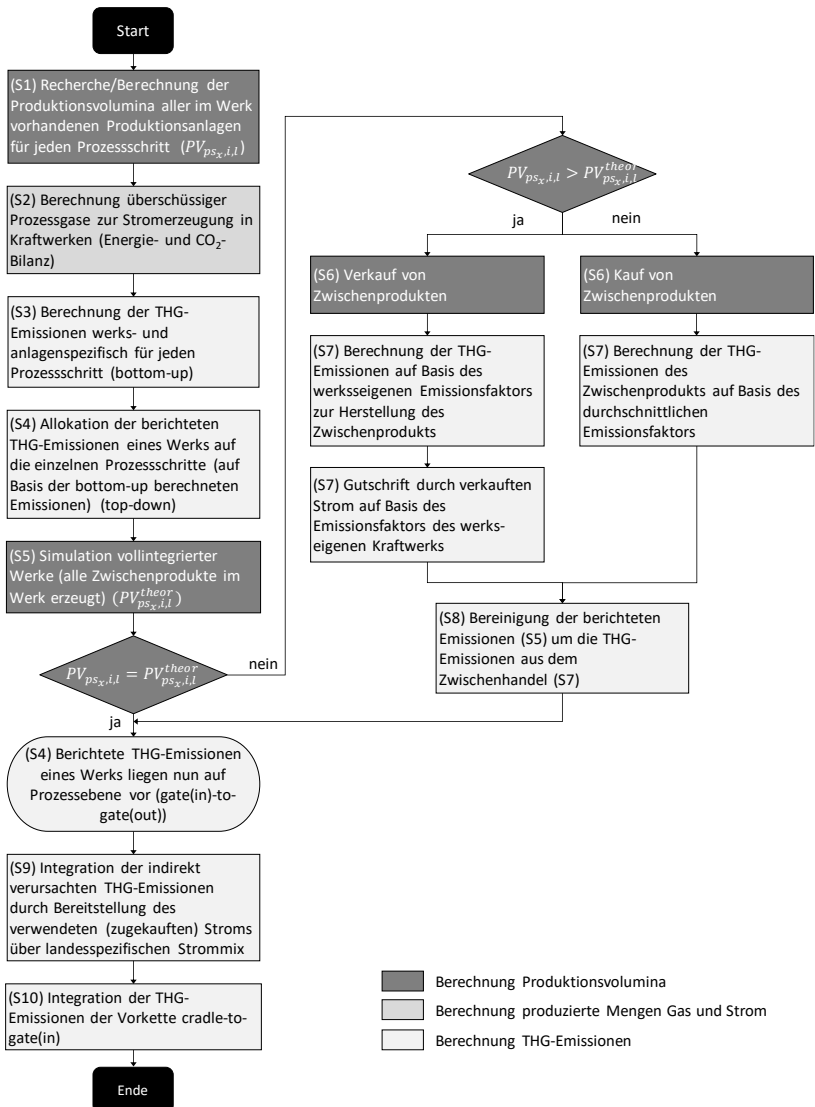 Start
(S1) Recherche/Berechnung der
Produktionsvolumina aller im Werk
vorhandenen Produktionsanlagen
für jeden Prozessschritt (PV_{ps_x,i,l})
(S2) Berechnung überschüssiger
Prozessgase zur Stromerzeugung in
Kraftwerken (Energie- und CO₂-
Bilanz)
(S3) Berechnung der THG-
Emissionen werks- und
anlagenspezifisch für jeden
Prozessschritt (bottom-up)
(S4) Allokation der berichteten
THG-Emissionen eines Werks auf
die einzelnen Prozessschritte (auf
Basis der bottom-up berechneten
Emissionen) (top-down)
(S5) Simulation vollintegrierter
Werke (alle Zwischenprodukte im
Werk erzeugt) (PV_{ps_x,i,l}^{theor})
PV_{ps_x,i,l} = PV_{ps_x,i,l}^{theor}
nein
ja
PV_{ps_x,i,l} > PV_{ps_x,i,l}^{theor}
ja
nein
(S6) Verkauf von
Zwischenprodukten
(S6) Kauf von
Zwischenprodukten
(S7) Berechnung der THG-
Emissionen auf Basis des
werkseigenen Emissionsfaktors
zur Herstellung des
Zwischenprodukts
(S7) Berechnung der THG-
Emissionen des
Zwischenprodukts auf Basis des
durchschnittlichen
Emissionsfaktors
(S7) Gutschrift durch verkauften
Strom auf Basis des
Emissionsfaktors des werks-
eigenen Kraftwerks
(S8) Bereinigung der berichteten
Emissionen (S5) um die THG-
Emissionen aus dem
Zwischenhandel (S7)
(S4) Berichtete THG-Emissionen
eines Werks liegen nun auf
Prozessebene vor (gate(in)-to-
gate(out))
(S9) Integration der indirekt
verursachten THG-Emissionen
durch Bereitstellung des
verwendeten (zugekauften) Stroms
über landesspezifischen Strommix
(S10) Integration der THG-
Emissionen der Vorkette cradle-to-
gate(in)
Ende
Berechnung Produktionsvolumina
Berechnung produzierte Mengen Gas und Strom
Berechnung THG-Emissionen